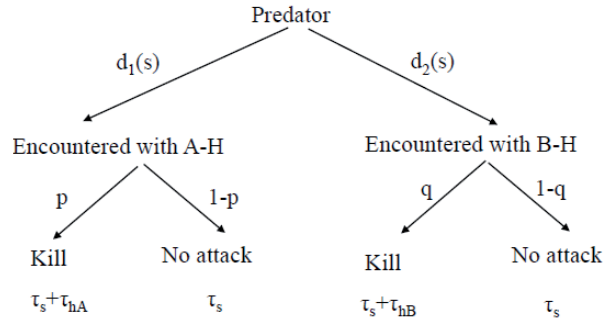 Predator
d₁(s) d₂(s)
Encountered with A-H Encountered with B-H
p 1-p q 1-q
Kill No attack Kill No attack
τₛ+τₕA τₛ τₛ+τₕB τₛ